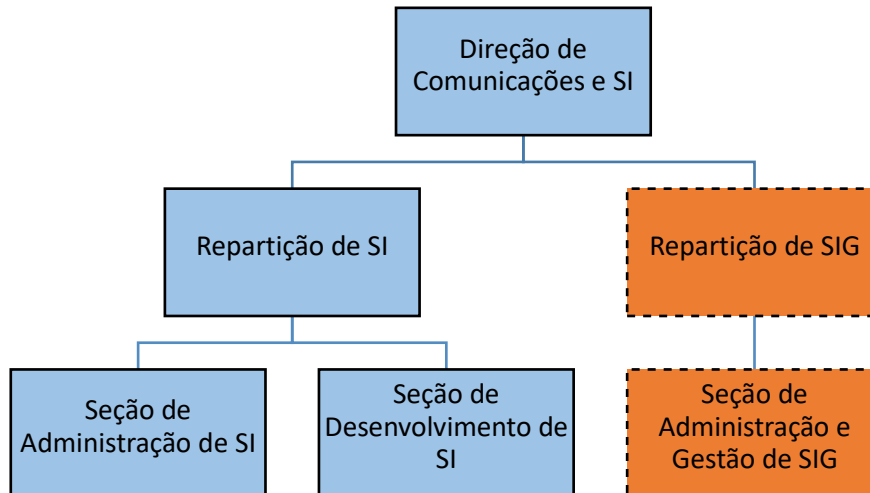 Direção de
Comunicações e SI
Repartição de SI
Repartição de SIG
Seção de
Administração de SI
Seção de
Desenvolvimento de
SI
Seção de
Administração e
Gestão de SIG